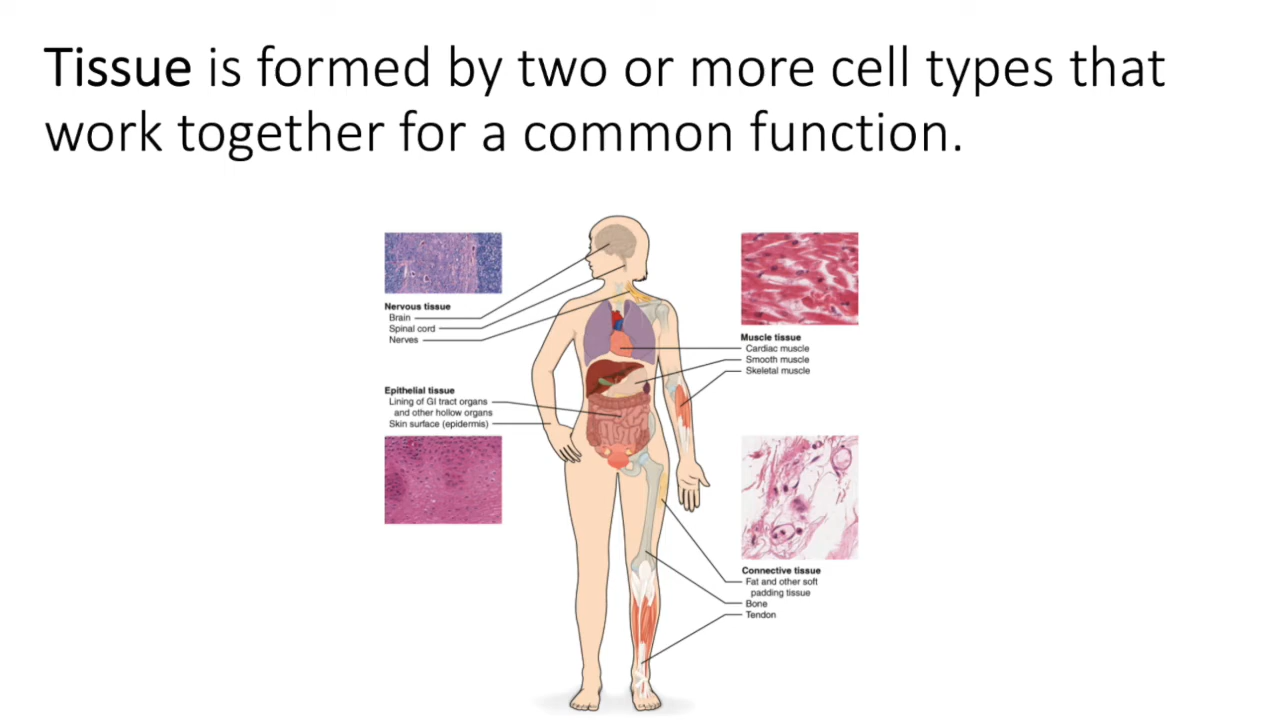 Tissue is formed by two or more cell types that
work together for a common function.
Nervous tissue
Brain
Spinal cord
Nerves
Epithelial tissue
Lining of GI tract organs
and other hollow organs
Skin surface (epidermis)
Muscle tissue
Cardiac muscle
Smooth muscle
Skeletal muscle
Connective tissue
Fat and other soft
padding tissue
Bone
Tendon